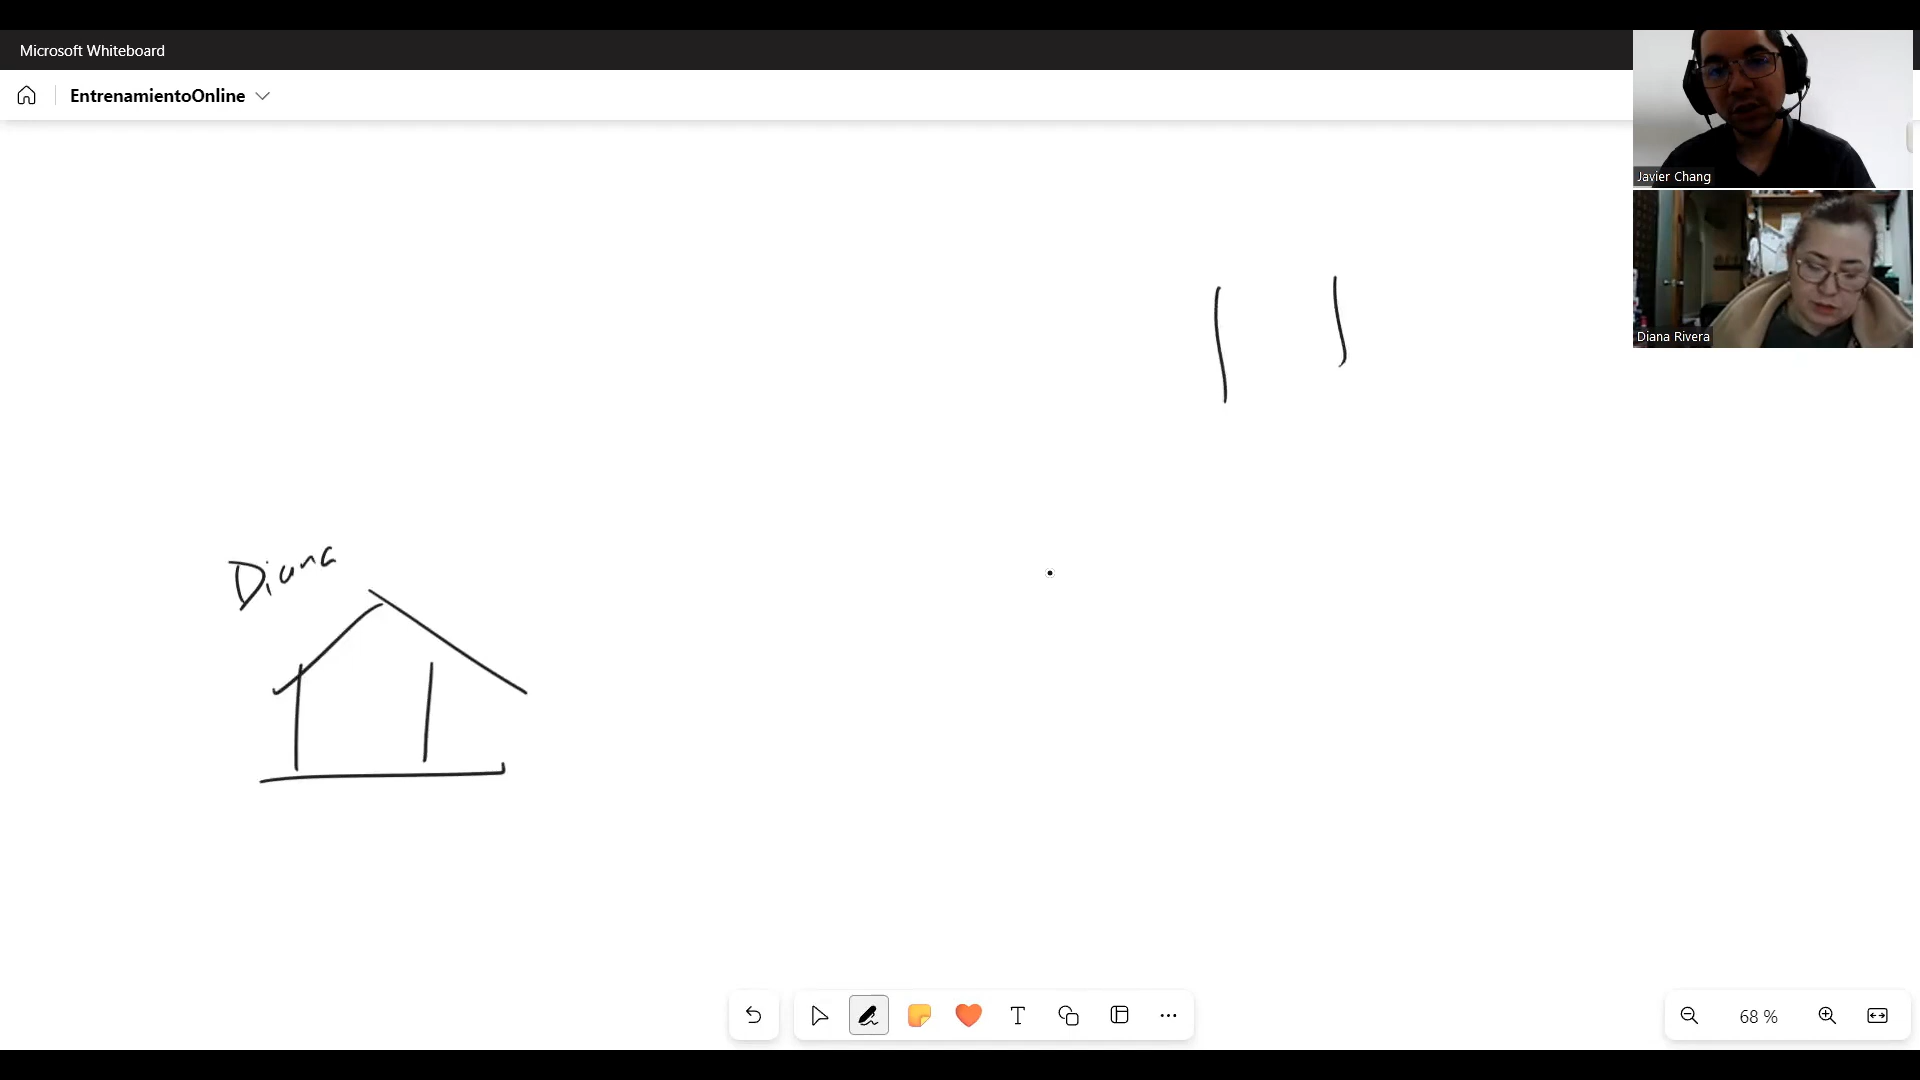 Microsoft Whiteboard
EntrenamientoOnline
Javier Chang
Diana Rivera
Diana
68 %